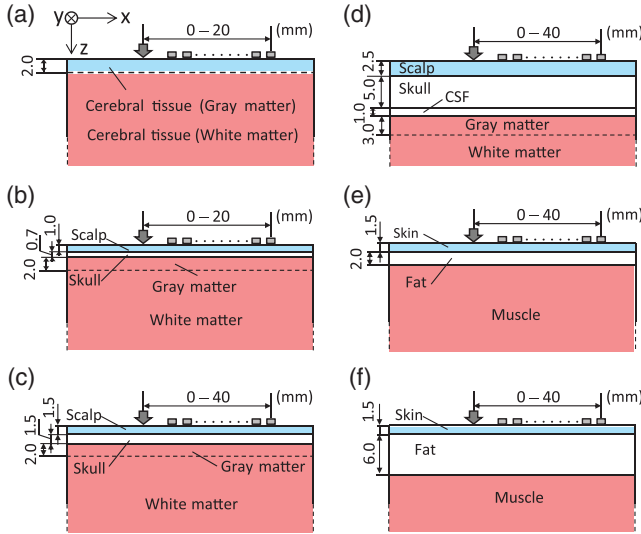 (a)
y
x
z
0 – 20
(mm)
2.0
Cerebral tissue (Gray matter)
Cerebral tissue (White matter)
(b)
0 – 20
(mm)
0.7
1.0
2.0
Scalp
Skull
Gray matter
White matter
(c)
0 – 40
(mm)
1.5
1.5
2.0
Scalp
Skull
Gray matter
White matter
(d)
0 – 40
(mm)
2.5
5.0
1.0
3.0
Scalp
Skull
CSF
Gray matter
White matter
(e)
0 – 40
(mm)
1.5
2.0
Skin
Fat
Muscle
(f)
0 – 40
(mm)
1.5
6.0
Skin
Fat
Muscle